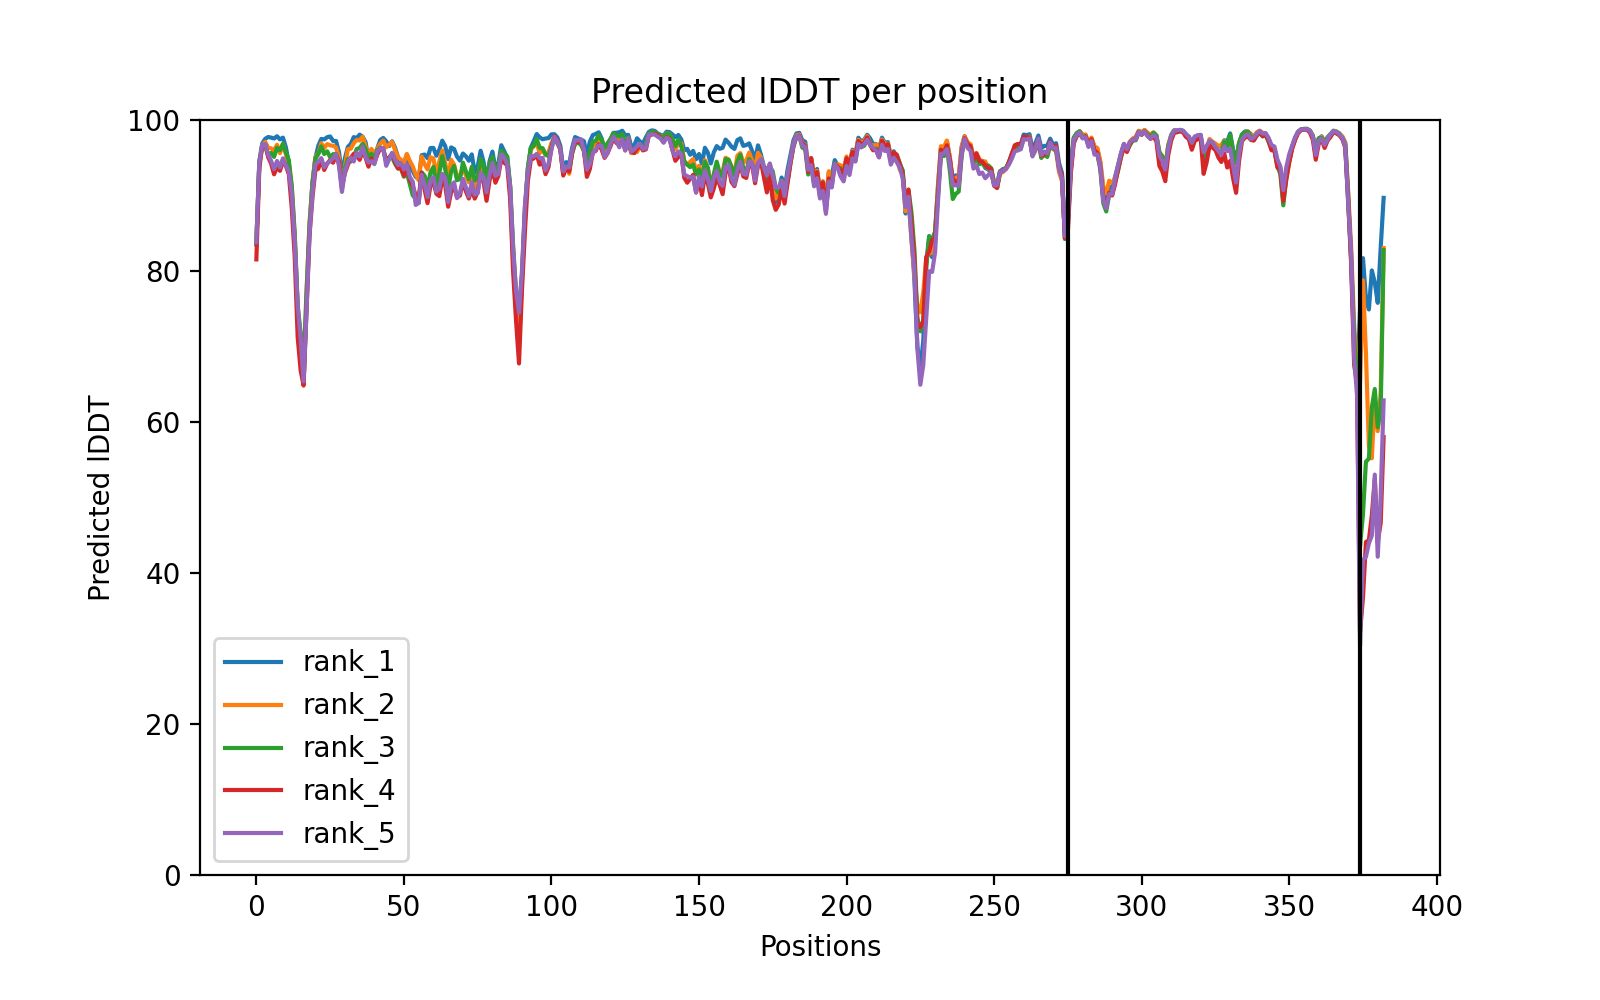 Predicted lDDT per position
100
80
60
40
20
0
Predicted lDDT
rank_1
rank_2
rank_3
rank_4
rank_5
0 50 100 150 200 250 300 350 400
Positions